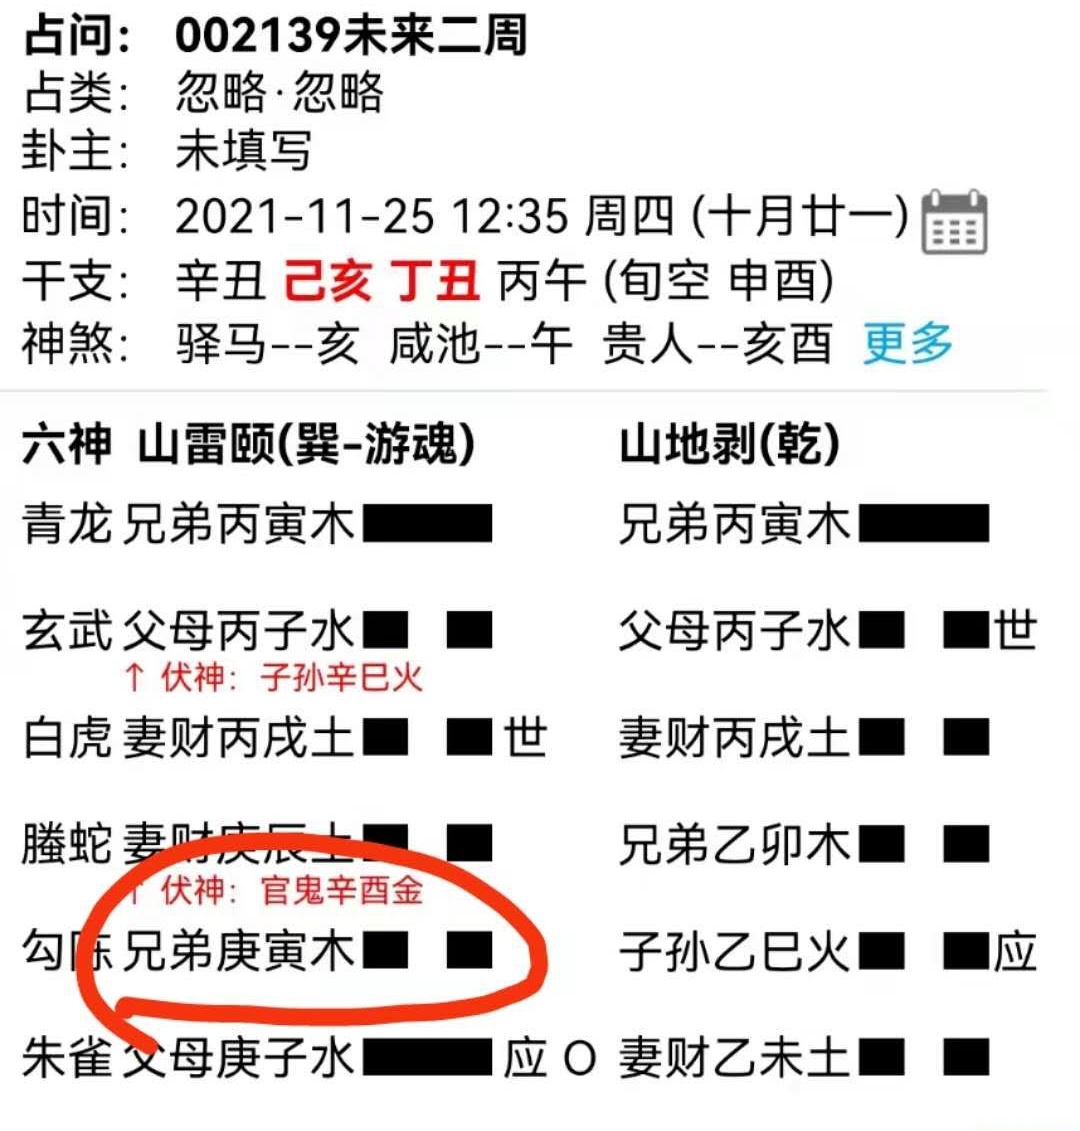 占问： 002139未来二周
占类： 忽略·忽略
卦主： 未填写
时间： 2021-11-25 12:35 周四 (十月廿一)
干支： 辛丑 己亥 丁丑 丙午 (旬空 申酉)
神煞： 驿马--亥 咸池--午 贵人--亥酉 更多
六神 山雷颐(巽-游魂) 山地剥(乾)
青龙 兄弟丙寅木 兄弟丙寅木
玄武 父母丙子水 父母丙子水 世
↑ 伏神：子孙辛巳火
白虎 妻财丙戌土 世 妻财丙戌土
螣蛇 妻财庚辰土 兄弟乙卯木
↑ 伏神：官鬼辛酉金
勾陈 兄弟庚寅木 子孙乙巳火 应
朱雀 父母庚子水 应 O 妻财乙未土